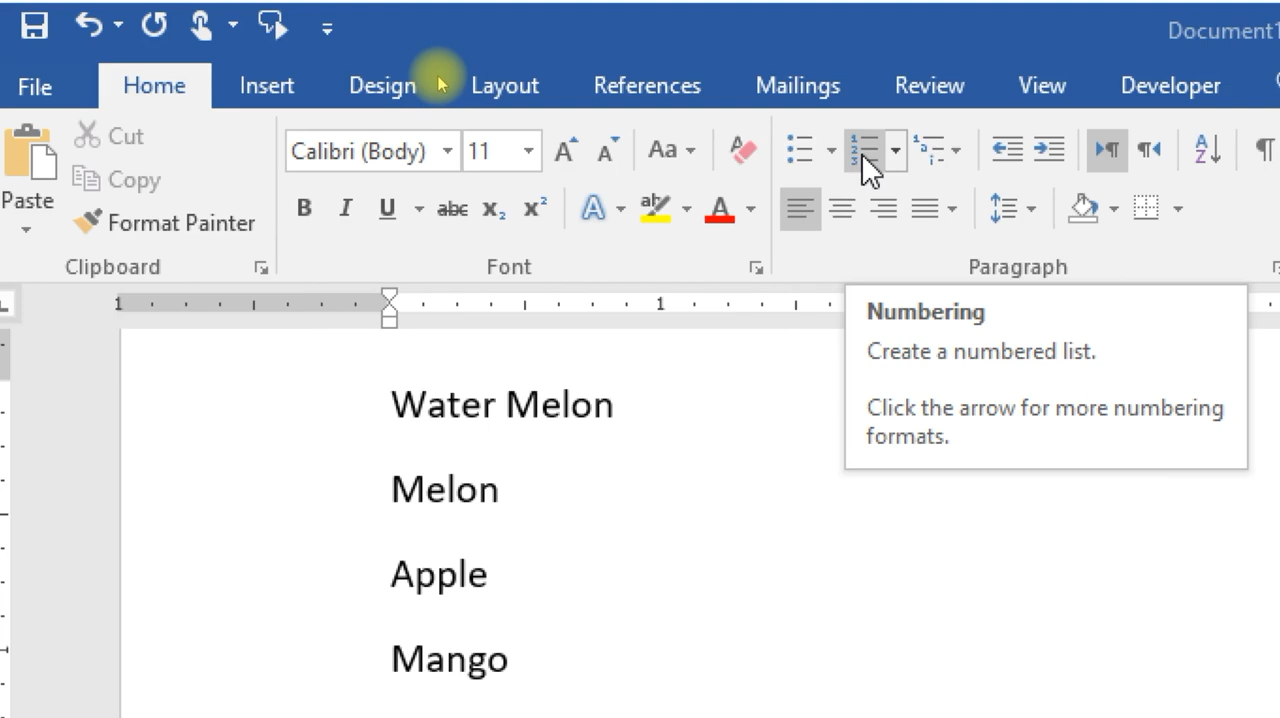 Document1
File Home Insert Design Layout References Mailings Review View Developer
Paste
Cut
Copy
Format Painter
Clipboard
Calibri (Body) 11
Font
Paragraph
1 1
Numbering
Create a numbered list.
Click the arrow for more numbering
formats.
Water Melon
Melon
Apple
Mango